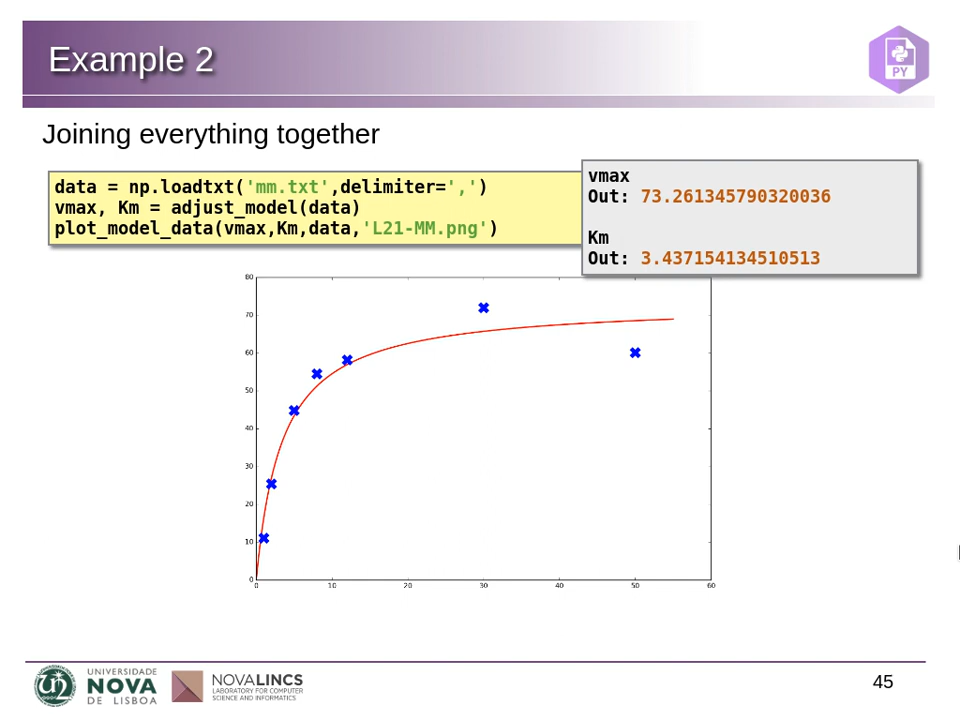 Example 2
PY
Joining everything together
data = np.loadtxt('mm.txt',delimiter=',')
vmax, Km = adjust_model(data)
plot_model_data(vmax,Km,data,'L21-MM.png')
vmax
Out: 73.261345790320036
Km
Out: 3.437154134510513
80
70
60
50
40
30
20
10
0
0 10 20 30 40 50 60
UNIVERSIDADE
NOVA
DE LISBOA
NOVALINCS
LABORATORY FOR COMPUTER
SCIENCE AND INFORMATICS
45